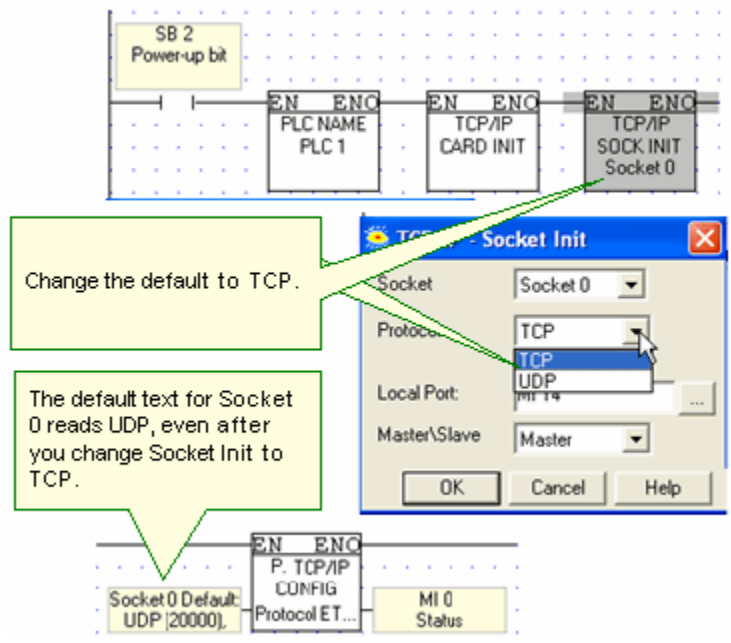 SB 2
Power-up bit
EN ENO
PLC NAME
PLC 1
EN ENO
TCP/IP
CARD INIT
EN ENO
TCP/IP
SOCK INIT
Socket 0
Change the default to TCP.
- Socket Init
Socket
Socket 0
Protocol
TCP
TCP
UDP
Local Port:
MI 14
...
Master\Slave
Master
OK
Cancel
Help
The default text for Socket
0 reads UDP, even after
you change Socket Init to
TCP.
EN ENO
P. TCP/IP
CONFIG
Protocol ET...
Socket 0 Default:
UDP (20000),
MI 0
Status